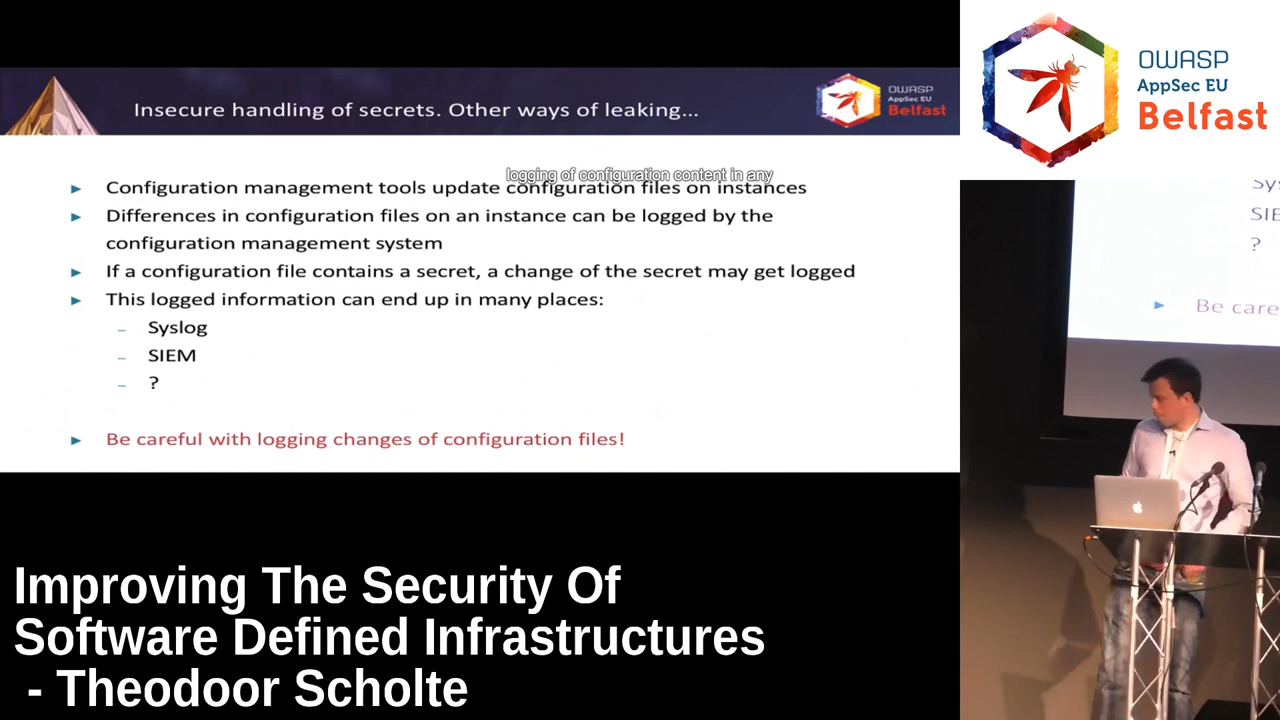 Insecure handling of secrets. Other ways of leaking...
OWASP
AppSec EU
Belfast
logging of configuration content in any
► Configuration management tools update configuration files on instances
► Differences in configuration files on an instance can be logged by the
configuration management system
► If a configuration file contains a secret, a change of the secret may get logged
► This logged information can end up in many places:
– Syslog
– SIEM
– ?
► Be careful with logging changes of configuration files!
OWASP
AppSec EU
Belfast
Sys
SIE
?
► Be care
Improving The Security Of
Software Defined Infrastructures
- Theodoor Scholte